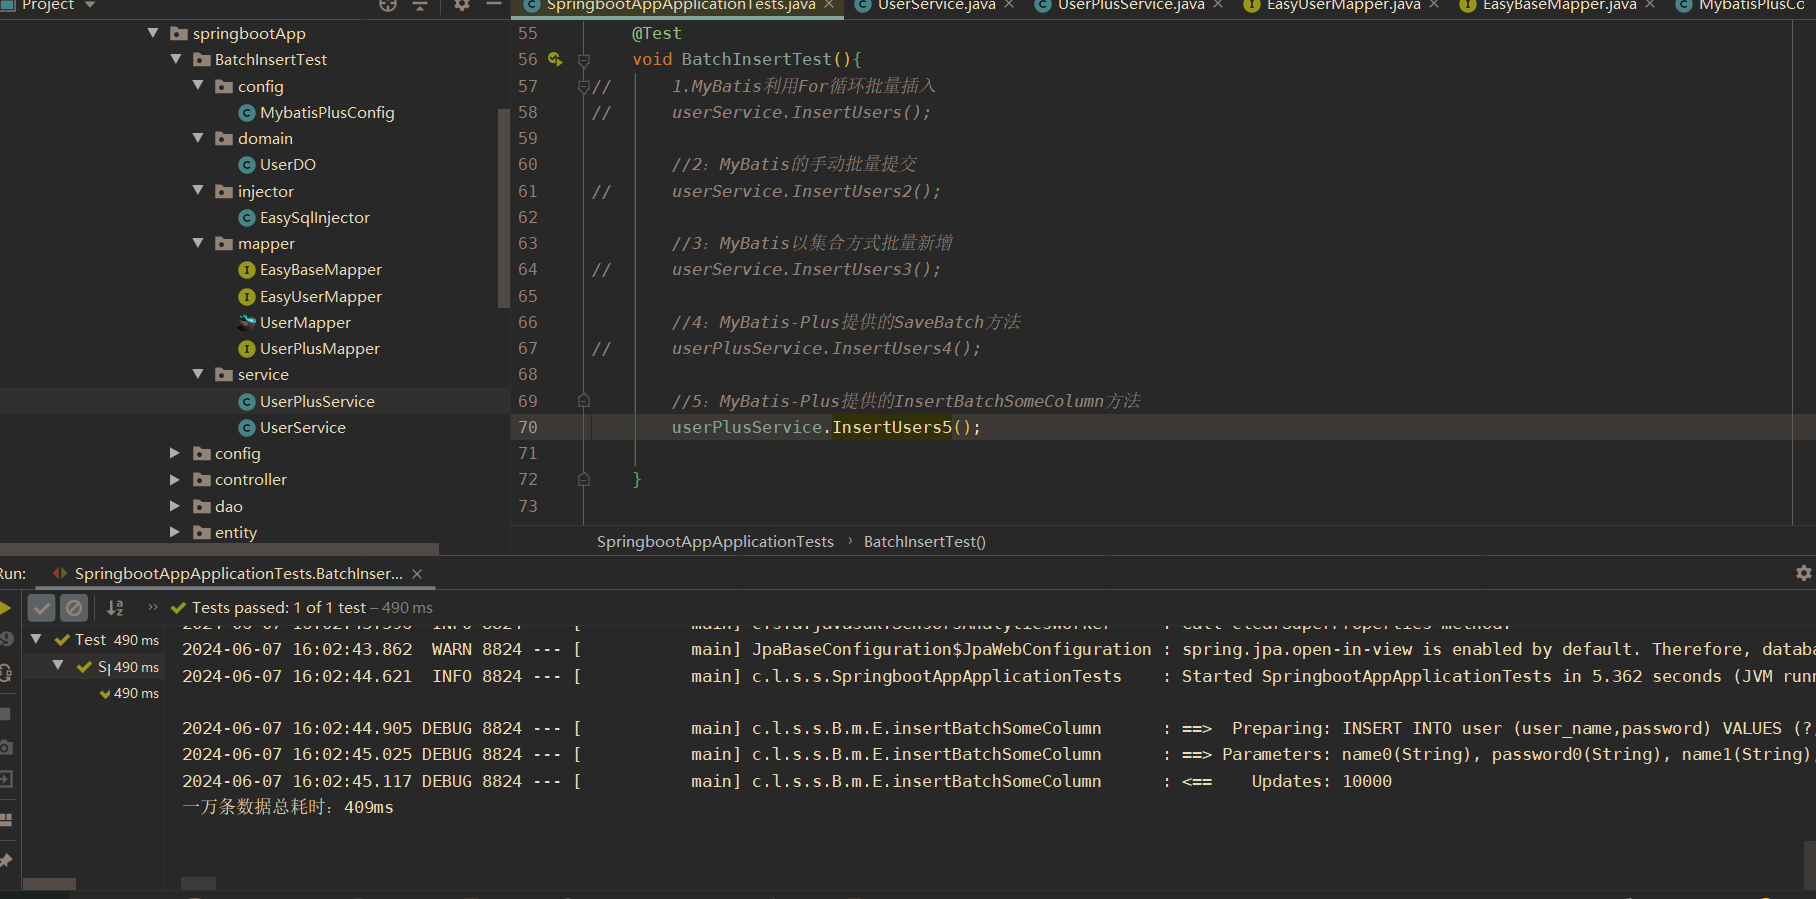 Project
SpringbootAppApplicationTests.java
UserService.java
UserPlusService.java
EasyUserMapper.java
EasyBaseMapper.java
MybatisPlusCo
springbootApp
BatchInsertTest
config
MybatisPlusConfig
domain
UserDO
injector
EasySqlInjector
mapper
EasyBaseMapper
EasyUserMapper
UserMapper
UserPlusMapper
service
UserPlusService
UserService
config
controller
dao
entity
55 @Test
56 void BatchInsertTest(){
57 // 1.MyBatis利用For循环批量插入
58 // userService.InsertUsers();
59
60 //2：MyBatis的手动批量提交
61 // userService.InsertUsers2();
62
63 //3：MyBatis以集合方式批量新增
64 // userService.InsertUsers3();
65
66 //4：MyBatis-Plus提供的SaveBatch方法
67 // userPlusService.InsertUsers4();
68
69 //5：MyBatis-Plus提供的InsertBatchSomeColumn方法
70 userPlusService.InsertUsers5();
71
72 }
73
SpringbootAppApplicationTests › BatchInsertTest()
Run: SpringbootAppApplicationTests.BatchInser...
Tests passed: 1 of 1 test – 490 ms
Test 490 ms
490 ms
490 ms
2024-06-07 16:02:43.862  WARN 8824 --- [           main] JpaBaseConfiguration$JpaWebConfiguration : spring.jpa.open-in-view is enabled by default. Therefore, databa
2024-06-07 16:02:44.621  INFO 8824 --- [           main] c.l.s.s.SpringbootAppApplicationTests    : Started SpringbootAppApplicationTests in 5.362 seconds (JVM runn
2024-06-07 16:02:44.905 DEBUG 8824 --- [           main] c.l.s.s.B.m.E.insertBatchSomeColumn      : ==>  Preparing: INSERT INTO user (user_name,password) VALUES (?,
2024-06-07 16:02:45.025 DEBUG 8824 --- [           main] c.l.s.s.B.m.E.insertBatchSomeColumn      : ==> Parameters: name0(String), password0(String), name1(String),
2024-06-07 16:02:45.117 DEBUG 8824 --- [           main] c.l.s.s.B.m.E.insertBatchSomeColumn      : <==    Updates: 10000
一万条数据总耗时：409ms